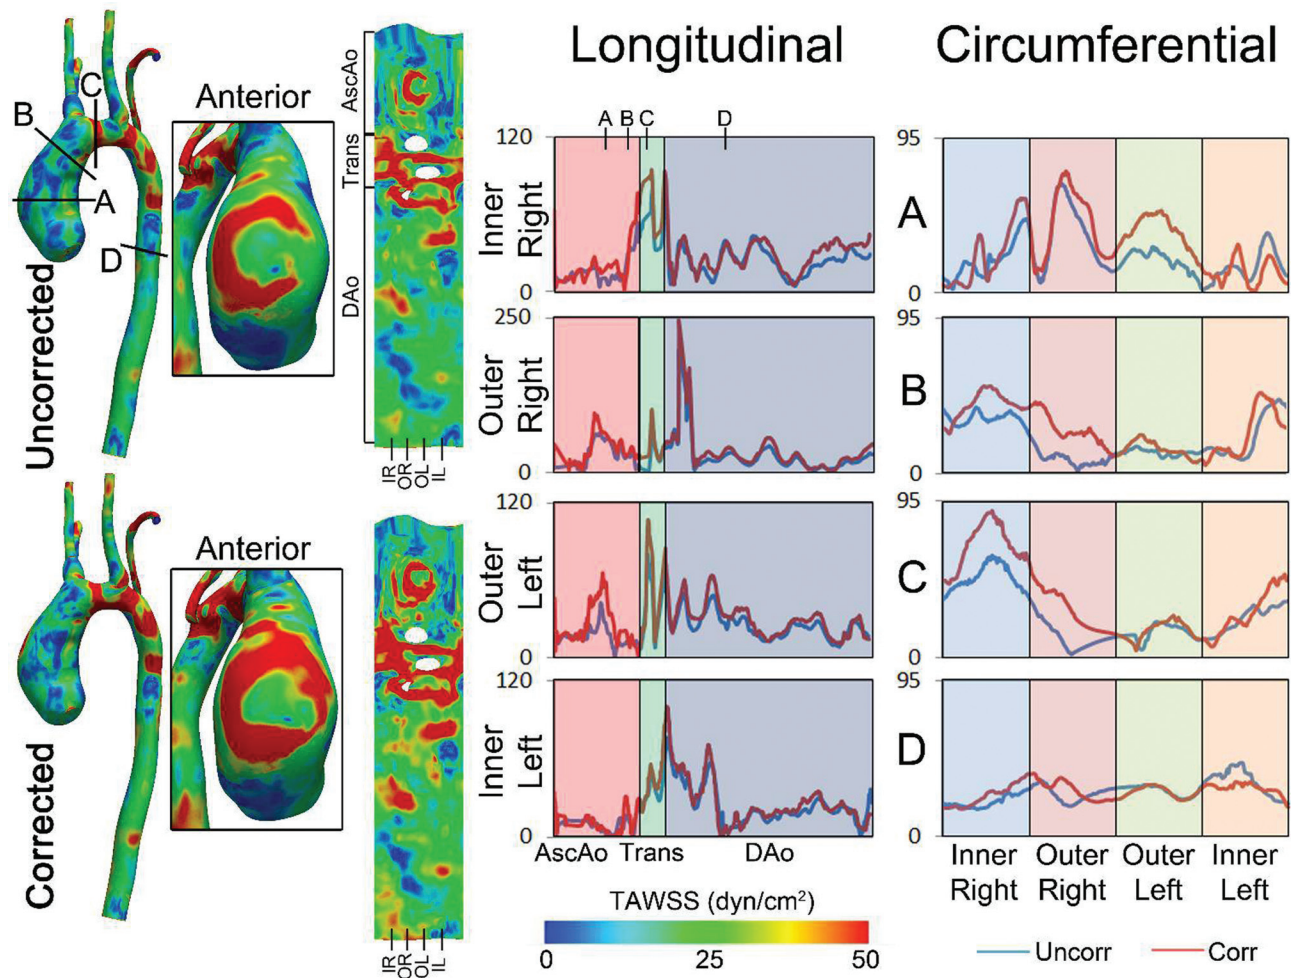 Longitudinal
Circumferential
Uncorrected
A
B
C
D
Anterior
AscAo
Trans
DAo
IR
OR
OL
IL
A
B
C
D
Inner
Right
120
0
Outer
Right
250
0
Outer
Left
120
0
Inner
Left
120
0
AscAo
Trans
DAo
A
95
0
B
95
0
C
95
0
D
95
0
Inner
Right
Outer
Right
Outer
Left
Inner
Left
Corrected
Anterior
IR
OR
OL
IL
TAWSS (dyn/cm²)
0
25
50
Uncorr
Corr